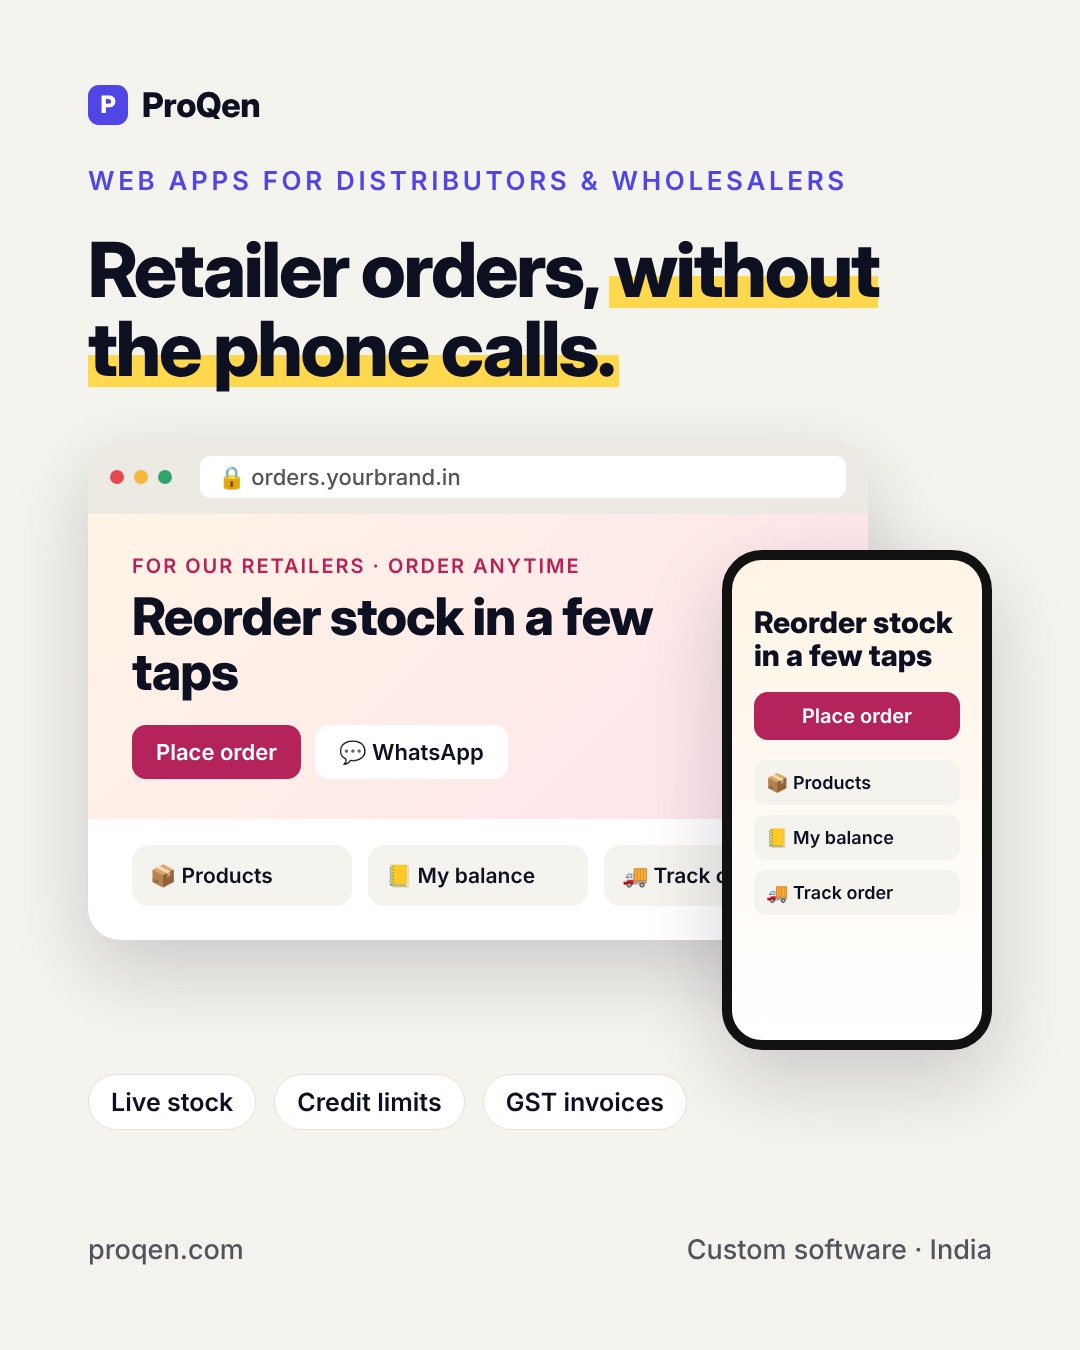 P ProQen
WEB APPS FOR DISTRIBUTORS & WHOLESALERS
Retailer orders, without
the phone calls.
orders.yourbrand.in
FOR OUR RETAILERS · ORDER ANYTIME
Reorder stock in a few
taps
Place order
WhatsApp
Products
My balance
Track
Reorder stock
in a few taps
Place order
Products
My balance
Track order
Live stock
Credit limits
GST invoices
proqen.com
Custom software · India